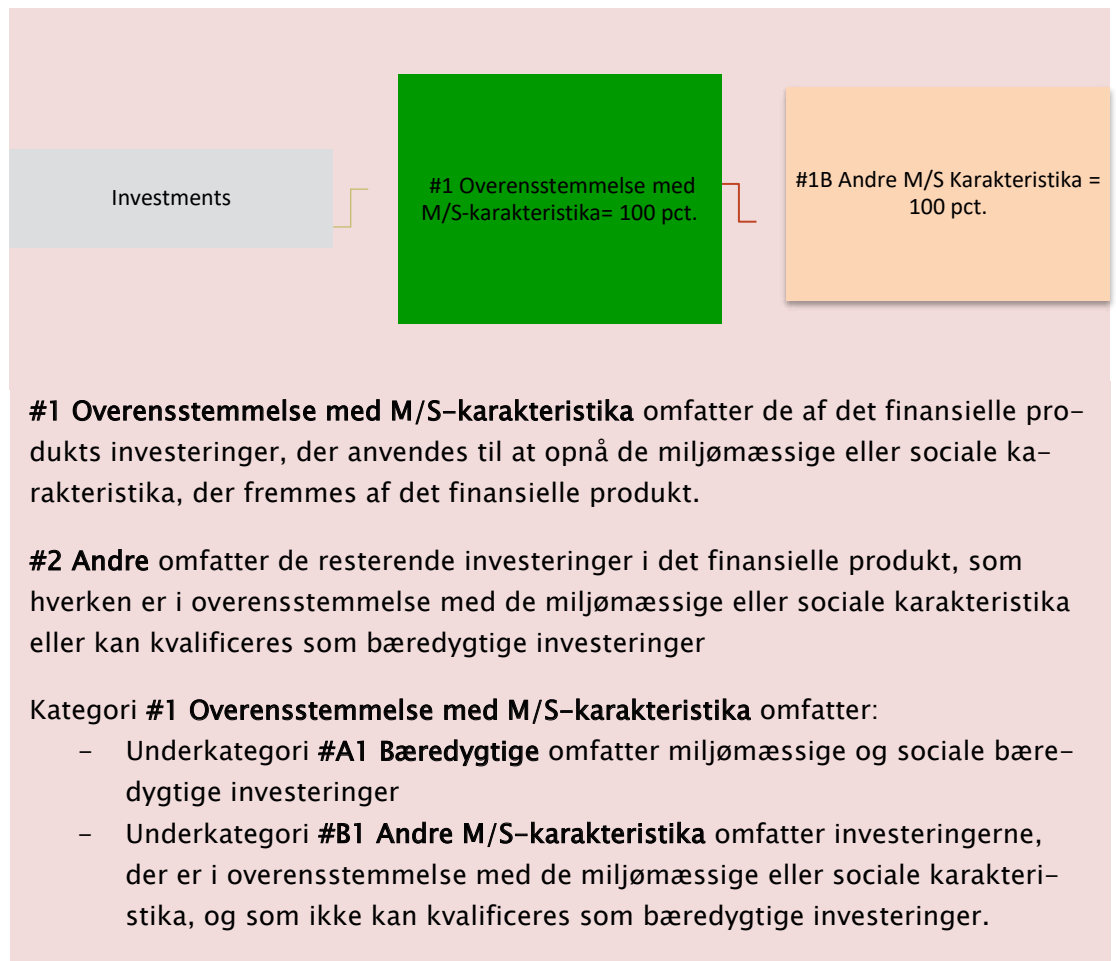 Investments
#1 Overensstemmelse med
M/S-karakteristika= 100 pct.
#1B Andre M/S Karakteristika =
100 pct.
#1 Overensstemmelse med M/S-karakteristika omfatter de af det finansielle pro-
dukts investeringer, der anvendes til at opnå de miljømæssige eller sociale ka-
rakteristika, der fremmes af det finansielle produkt.
#2 Andre omfatter de resterende investeringer i det finansielle produkt, som
hverken er i overensstemmelse med de miljømæssige eller sociale karakteristika
eller kan kvalificeres som bæredygtige investeringer
Kategori #1 Overensstemmelse med M/S-karakteristika omfatter:
- Underkategori #A1 Bæredygtige omfatter miljømæssige og sociale bære-
dygtige investeringer
- Underkategori #B1 Andre M/S-karakteristika omfatter investeringerne,
der er i overensstemmelse med de miljømæssige eller sociale karakteri-
stika, og som ikke kan kvalificeres som bæredygtige investeringer.